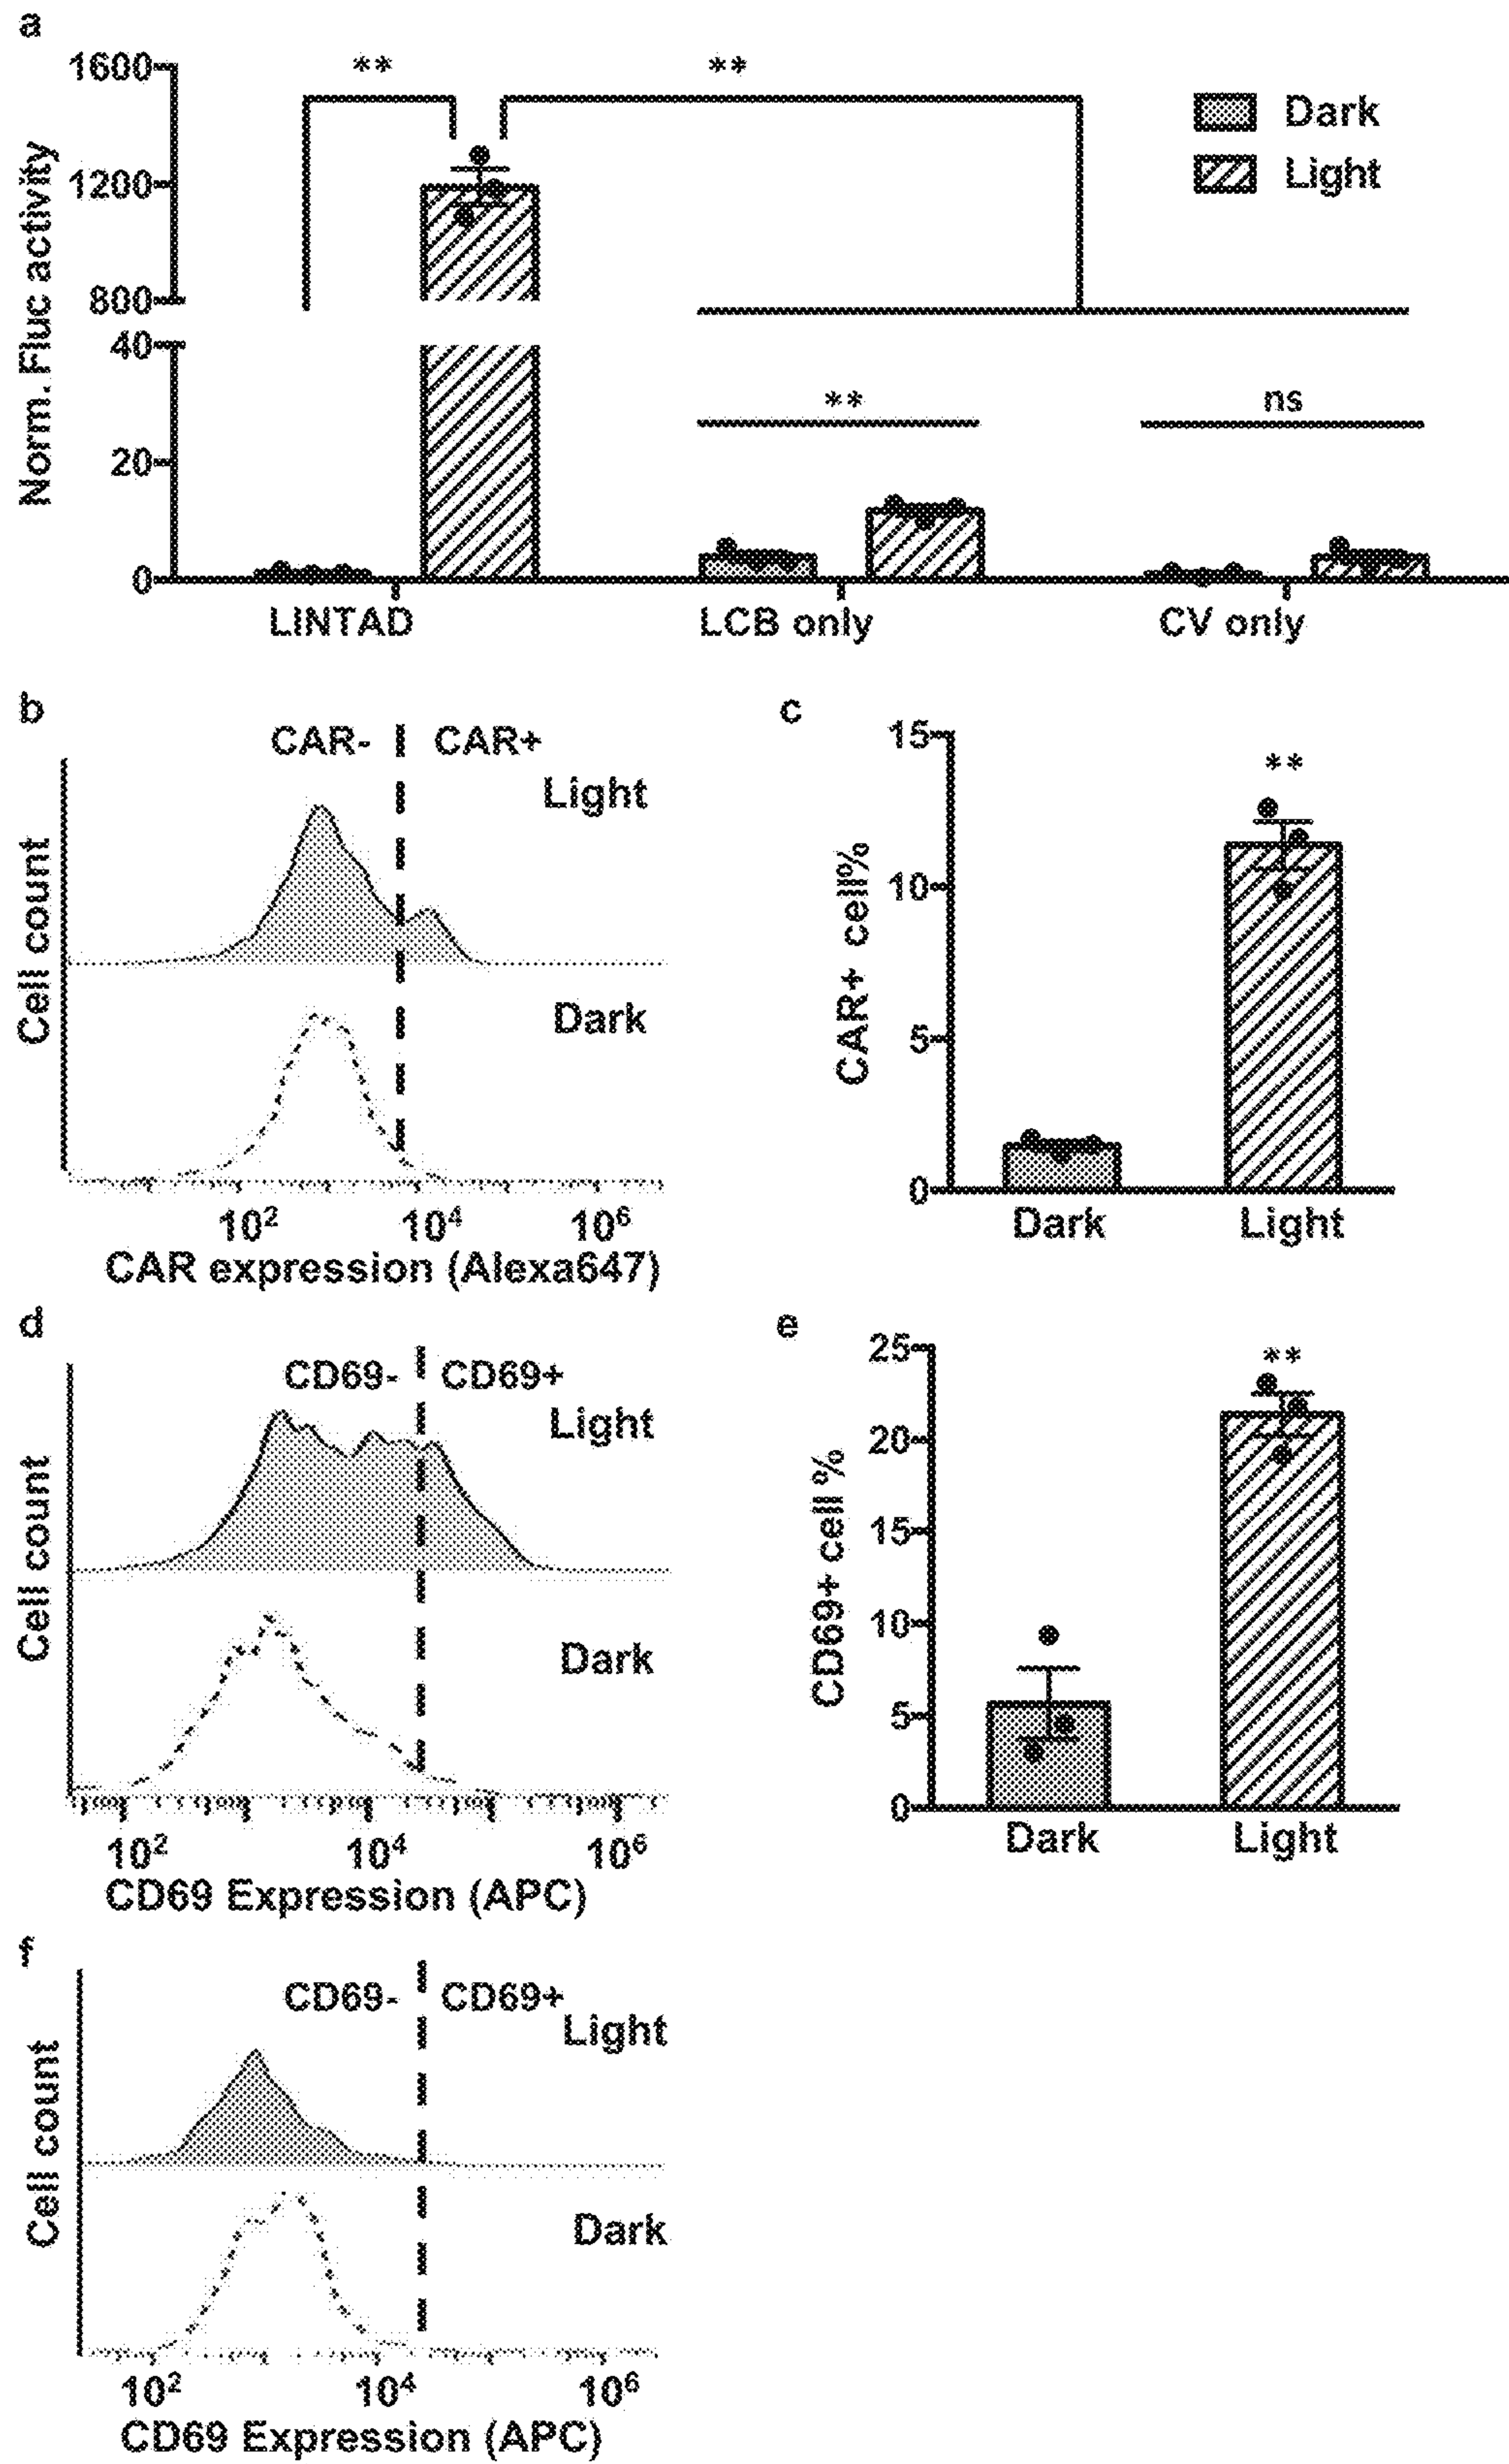 a
1600
** **
Dark
Light
1200
800
40
20
0
Norm. Fluc activity
** ns
LINTAD LCB only CV only
b
CAR- CAR+
Light
Dark
Cell count
10² 10⁴ 10⁶
CAR expression (Alexa647)
c
15
10
5
0
CAR+ cell%
**
Dark Light
d
CD69- CD69+
Light
Dark
Cell count
10² 10⁴ 10⁶
CD69 Expression (APC)
e
25
20
15
10
5
0
CD69+ cell %
**
Dark Light
f
CD69- CD69+
Light
Dark
Cell count
10² 10⁴ 10⁶
CD69 Expression (APC)